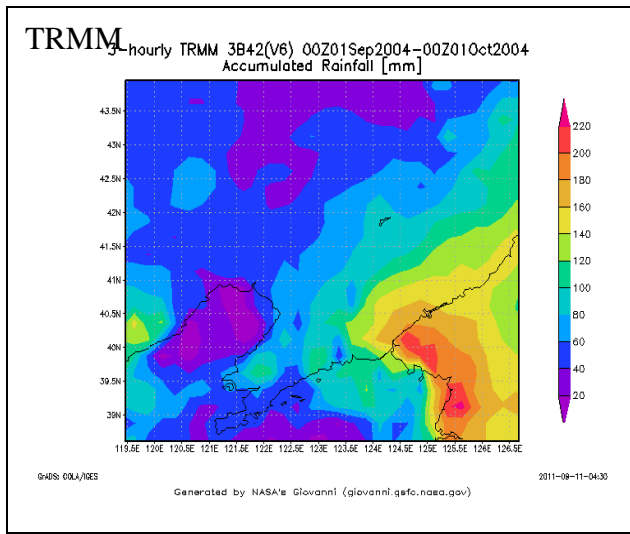 TRMM
3-hourly TRMM 3B42(V6) 00Z01Sep2004-00Z01Oct2004
Accumulated Rainfall [mm]
43.5N
43N
42.5N
42N
41.5N
41N
40.5N
40N
39.5N
39N
119.5E 120E 120.5E 121E 121.5E 122E 122.5E 123E 123.5E 124E 124.5E 125E 125.5E 126E 126.5E
220
200
180
160
140
120
100
80
60
40
20
GrADS: COLA/IGES
2011-09-11-04:30
Generated by NASA's Giovanni (giovanni.gsfc.nasa.gov)